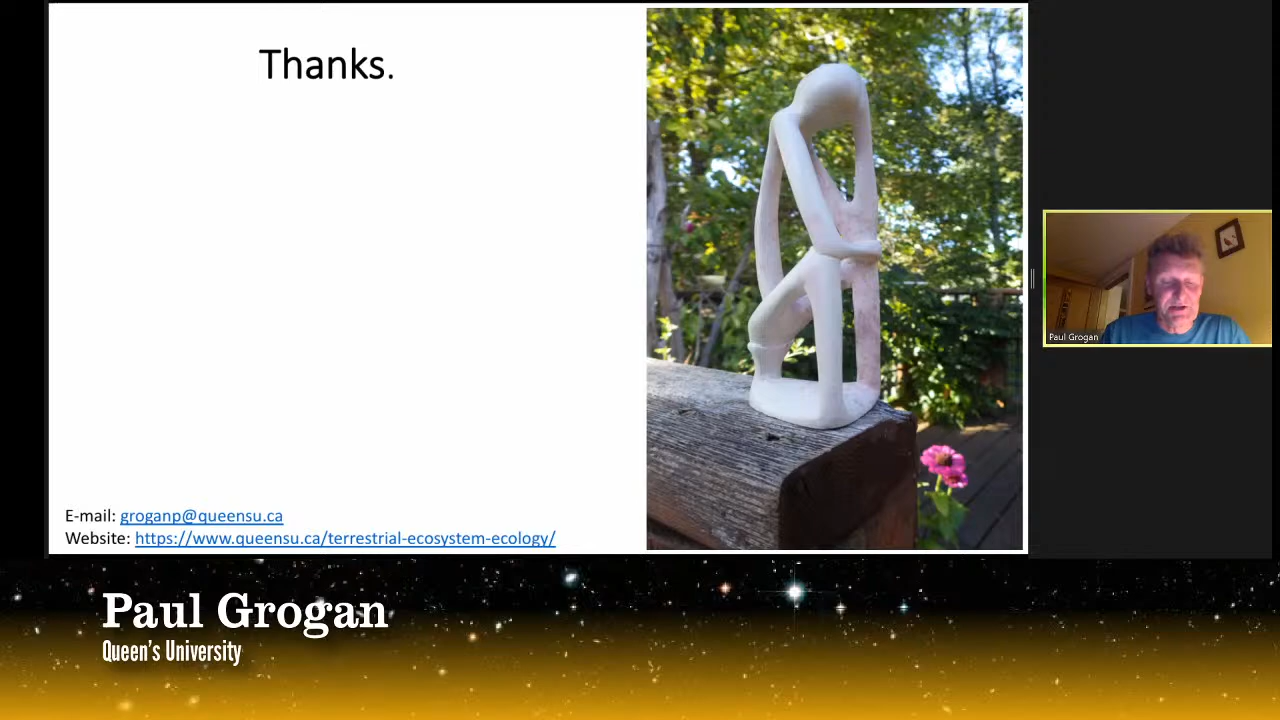 Thanks.
E-mail: groganp@queensu.ca
Website: https://www.queensu.ca/terrestrial-ecosystem-ecology/
Paul Grogan
Paul Grogan
Queen's University